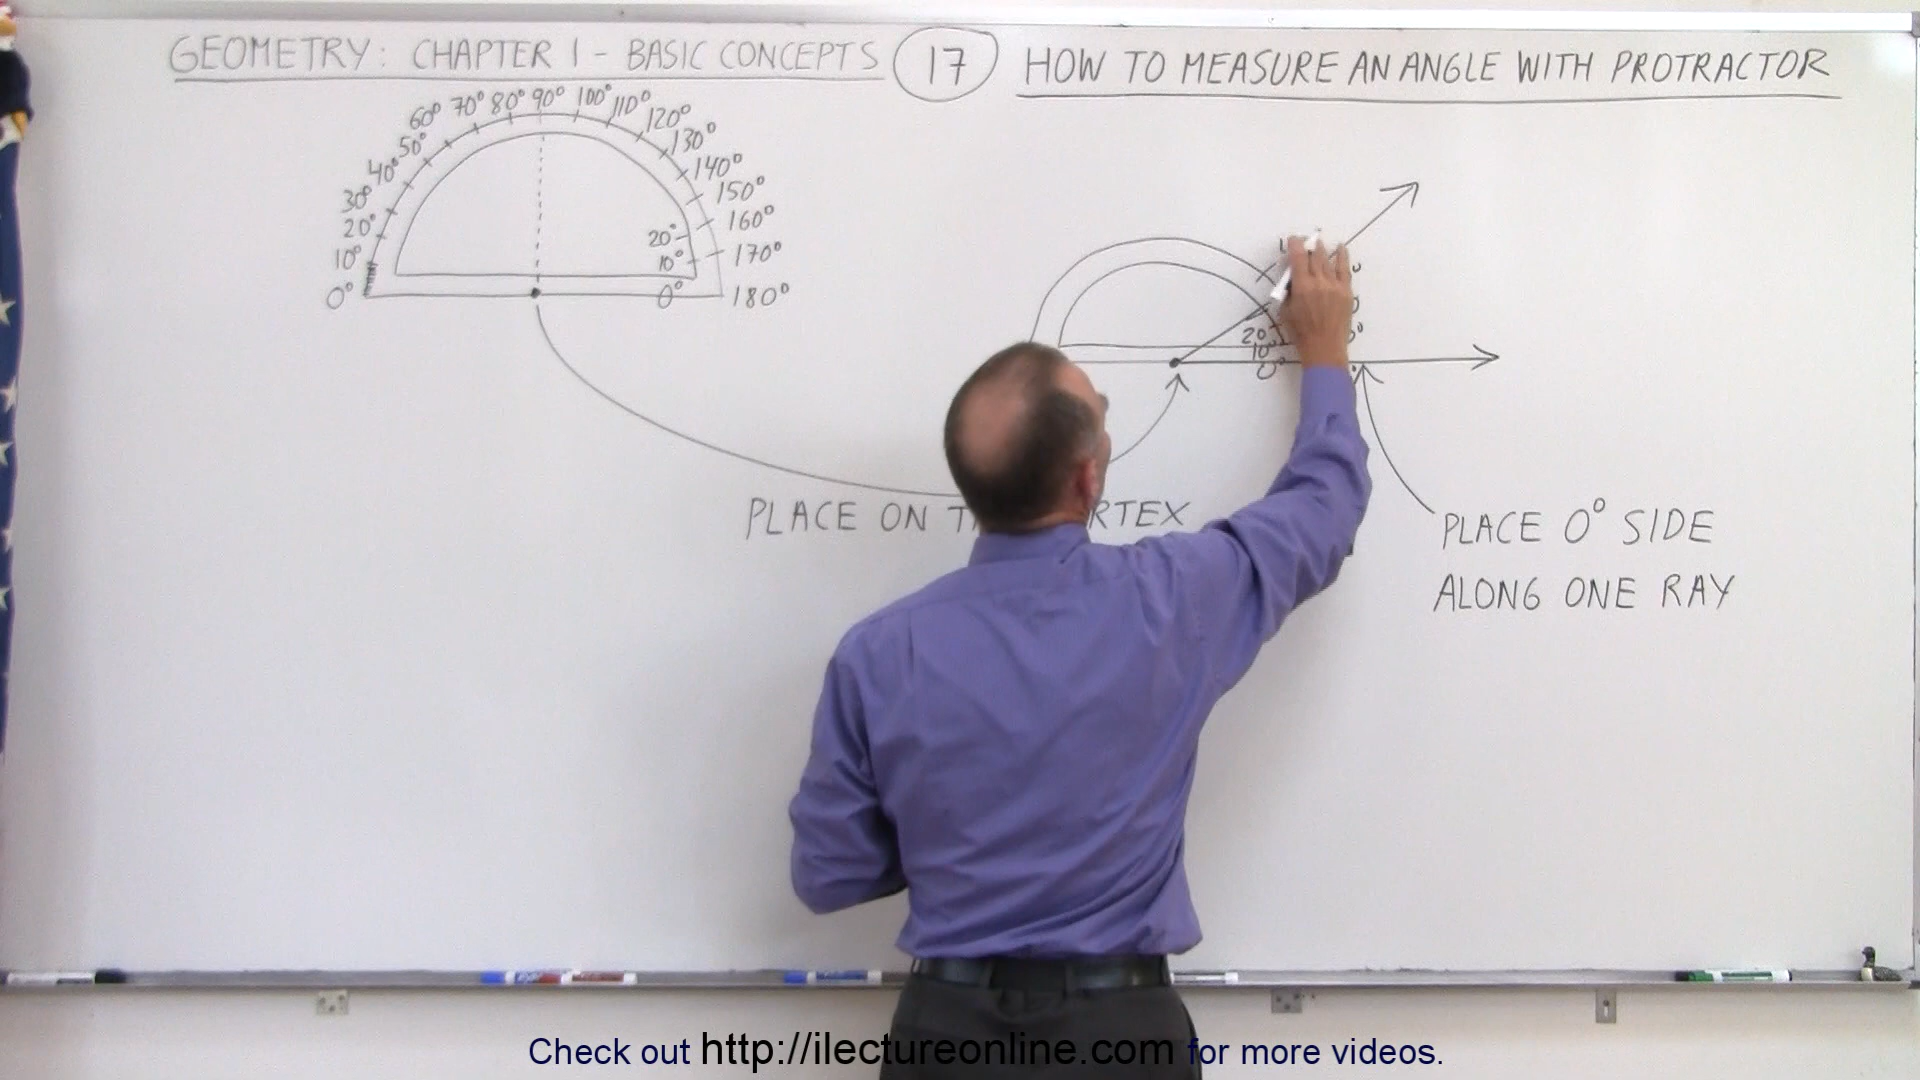 GEOMETRY: CHAPTER 1 - BASIC CONCEPTS 17 HOW TO MEASURE AN ANGLE WITH PROTRACTOR
0° 10° 20° 30° 40° 50° 60° 70° 80° 90° 100° 110° 120° 130° 140° 150° 160° 170° 180°
20°
10°
0°
20
10°
0°
PLACE ON
PLACE 0° SIDE
ALONG ONE RAY
Check out http://ilectureonline.com for more videos.